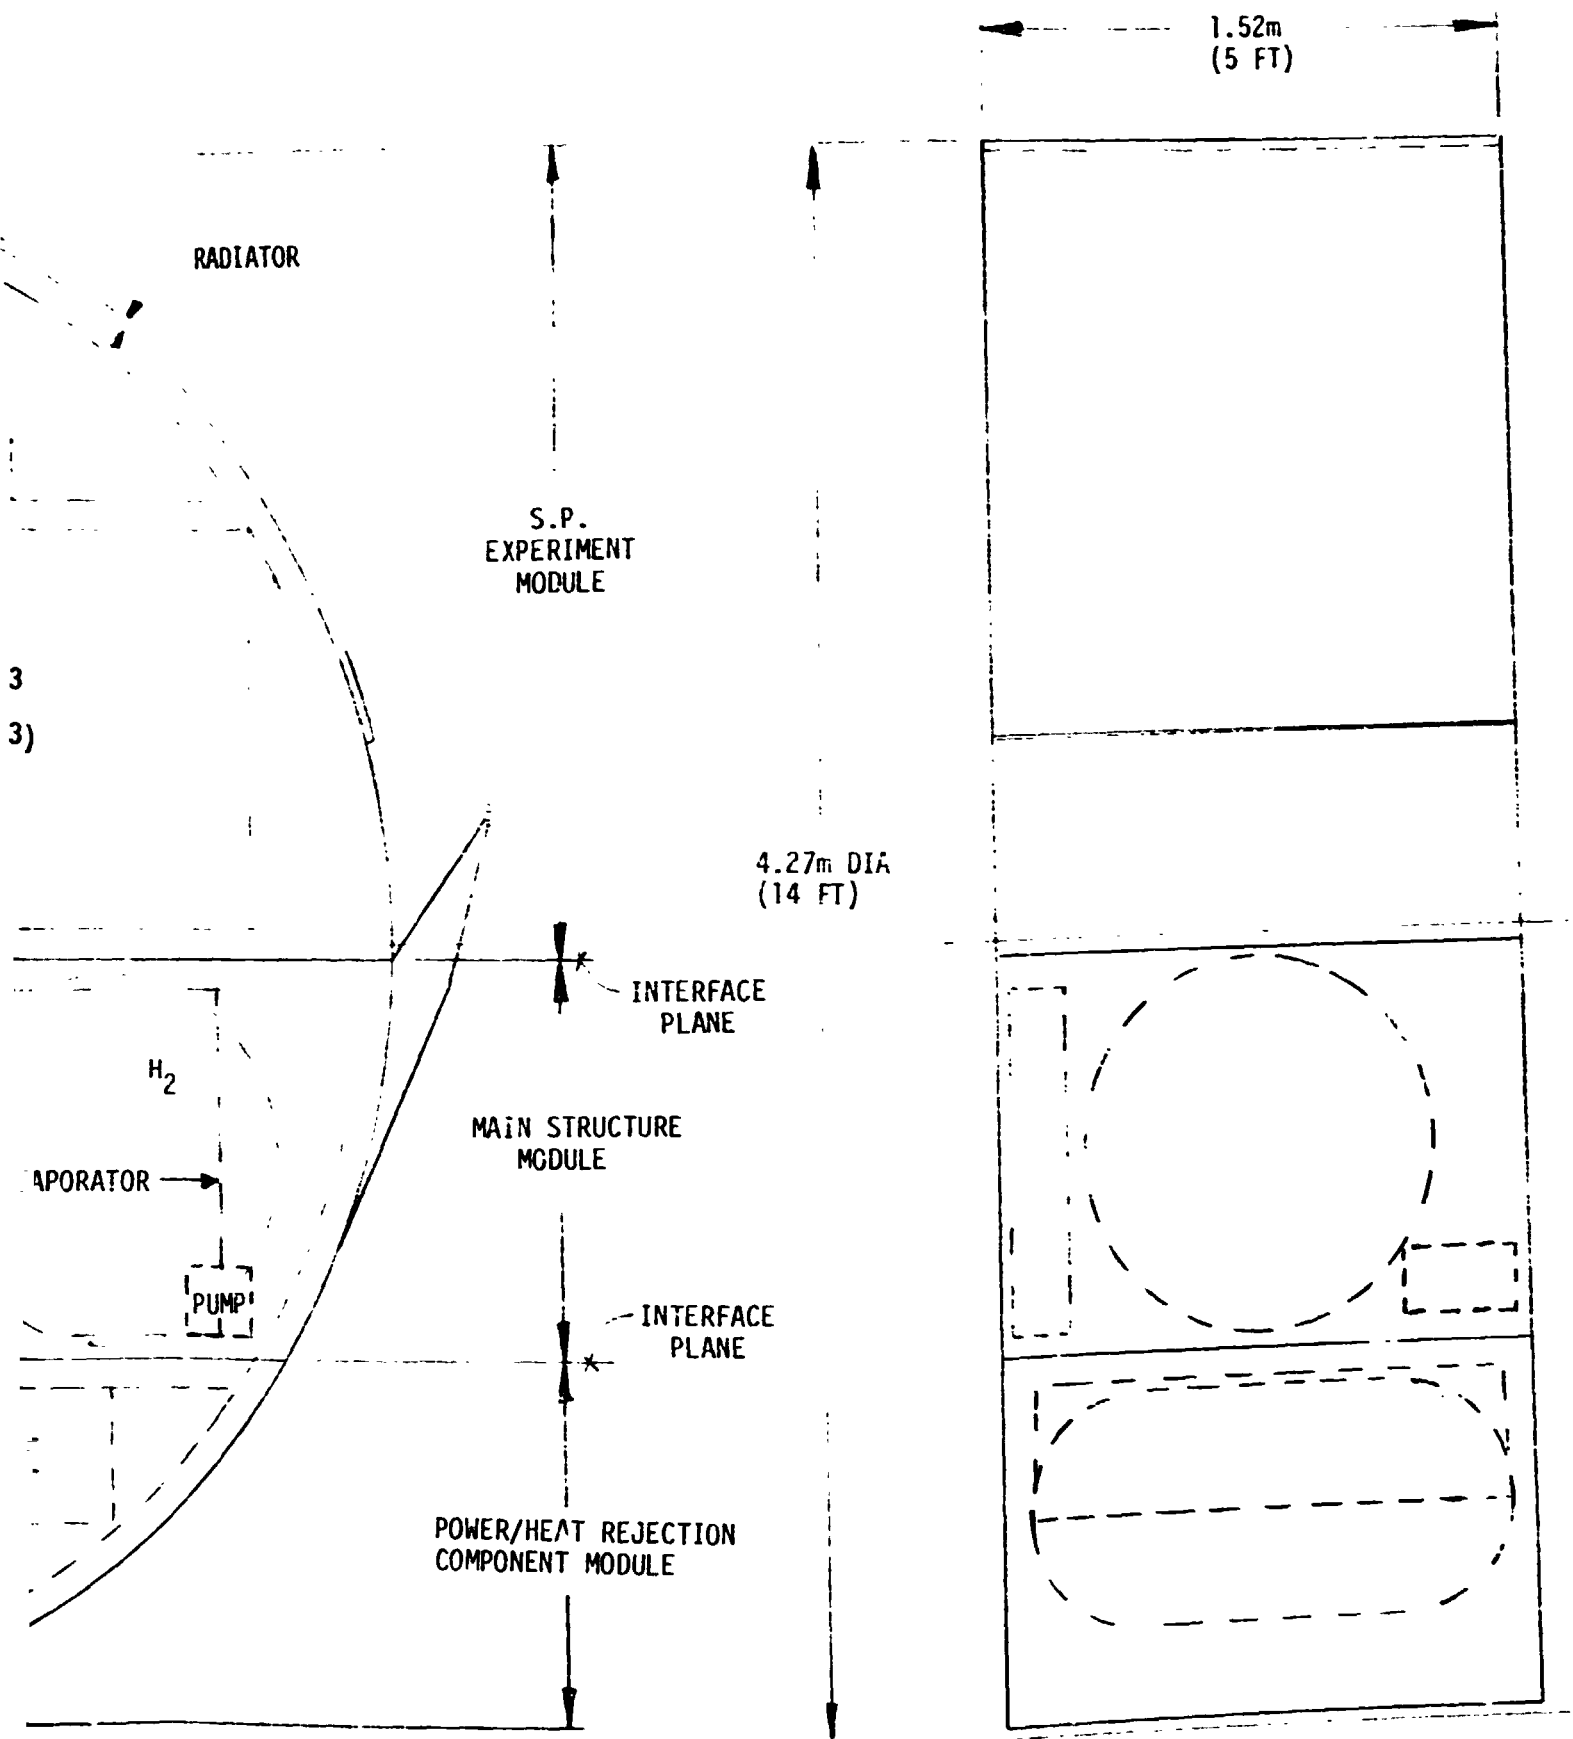 1.52m
(5 FT)
RADIATOR
S.P.
EXPERIMENT
MODULE
3
3)
4.27m DIA
(14 FT)
INTERFACE
PLANE
H2
MAIN STRUCTURE
MODULE
APORATOR
PUMP
INTERFACE
PLANE
POWER/HEAT REJECTION
COMPONENT MODULE